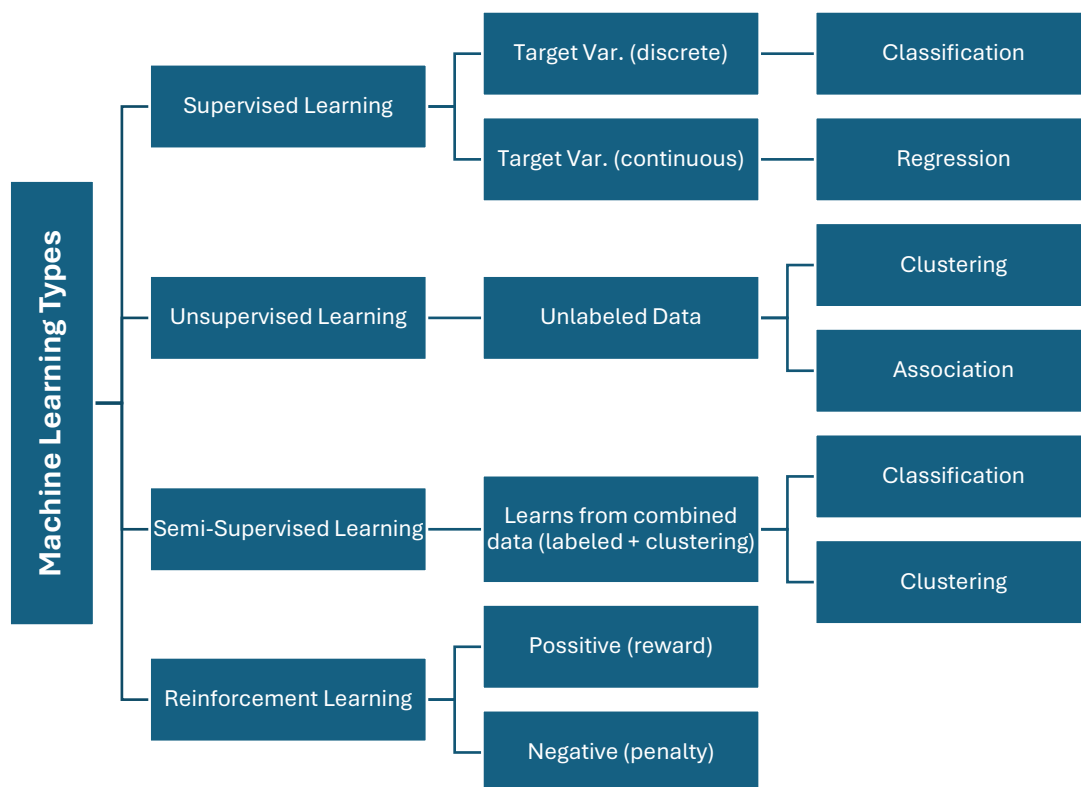 Machine Learning Types
Supervised Learning
Target Var. (discrete)
Classification
Target Var. (continuous)
Regression
Unsupervised Learning
Unlabeled Data
Clustering
Association
Semi-Supervised Learning
Learns from combined
data (labeled + clustering)
Classification
Clustering
Reinforcement Learning
Possitive (reward)
Negative (penalty)